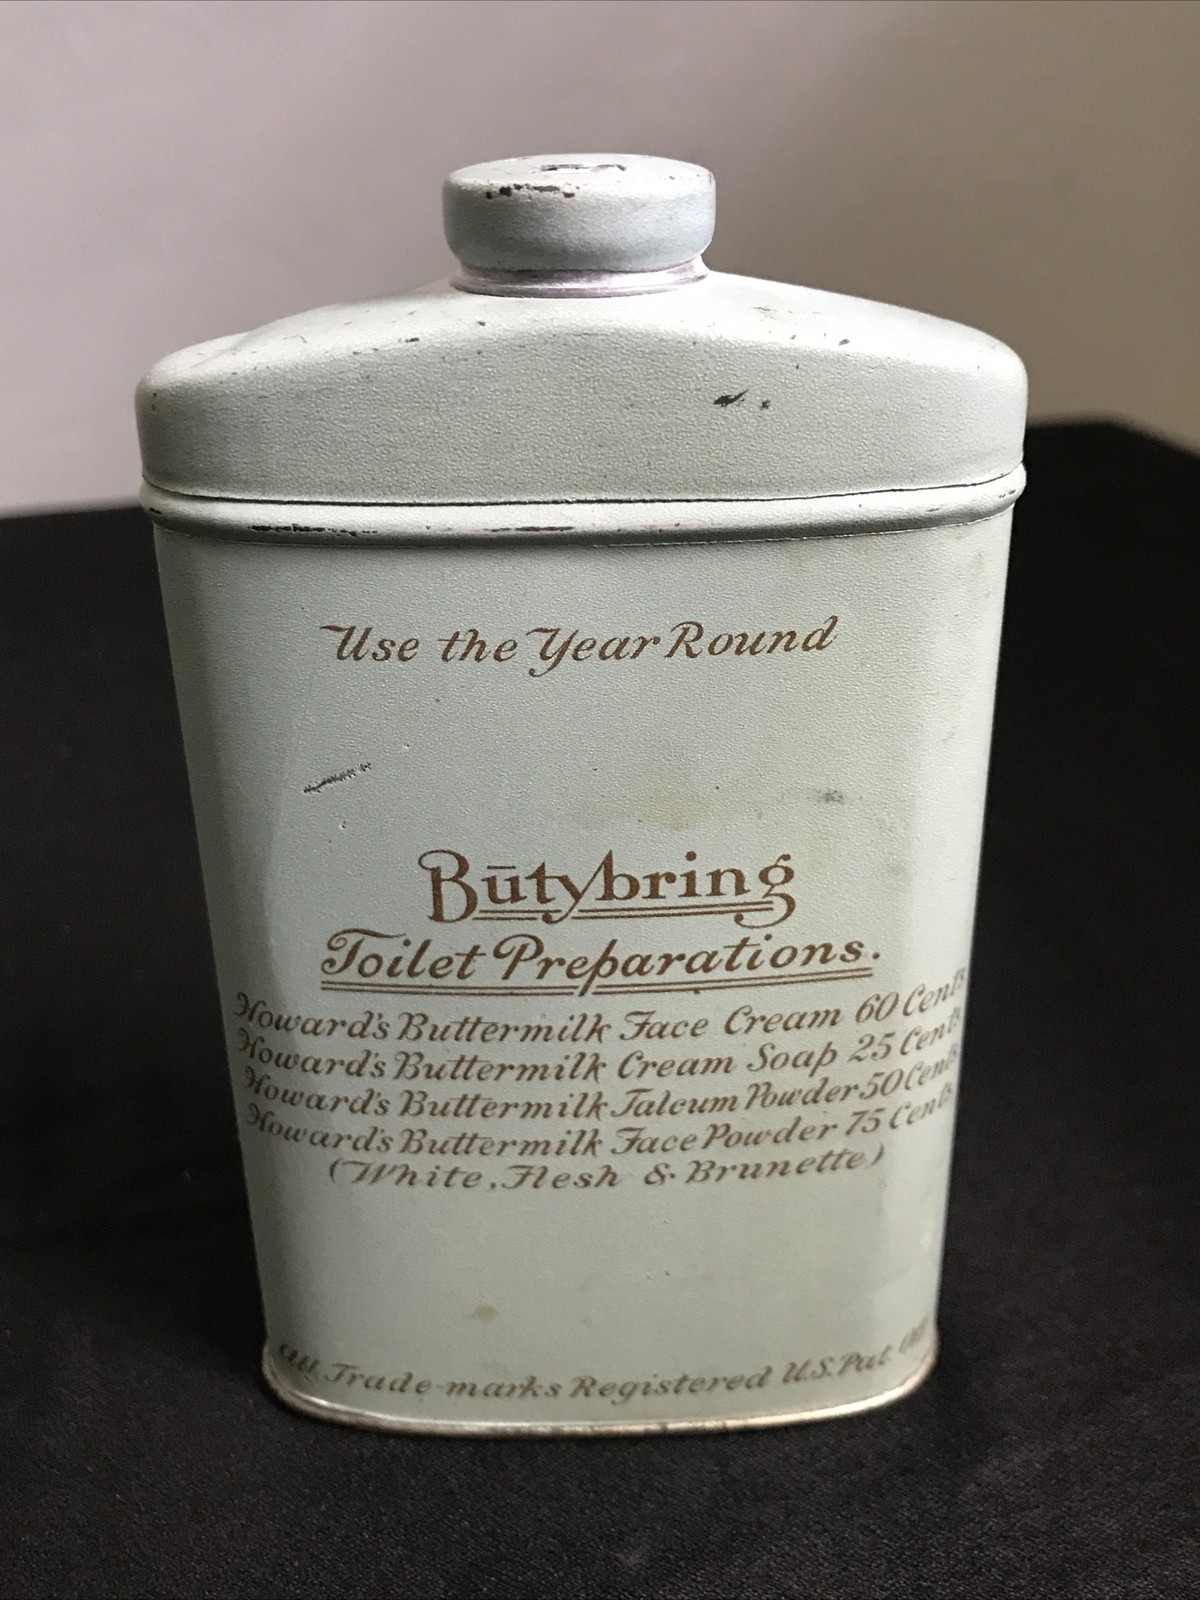 Use the Year Round
Būtybring
Toilet Preparations.
Howard's Buttermilk Face Cream 60 Cents
Howard's Buttermilk Cream Soap 25 Cents
Howard's Buttermilk Talcum Powder 50 Cents
Howard's Buttermilk Face Powder 75 Cents
(White, Flesh & Brunette)
All Trade-marks Registered U.S. Pat.